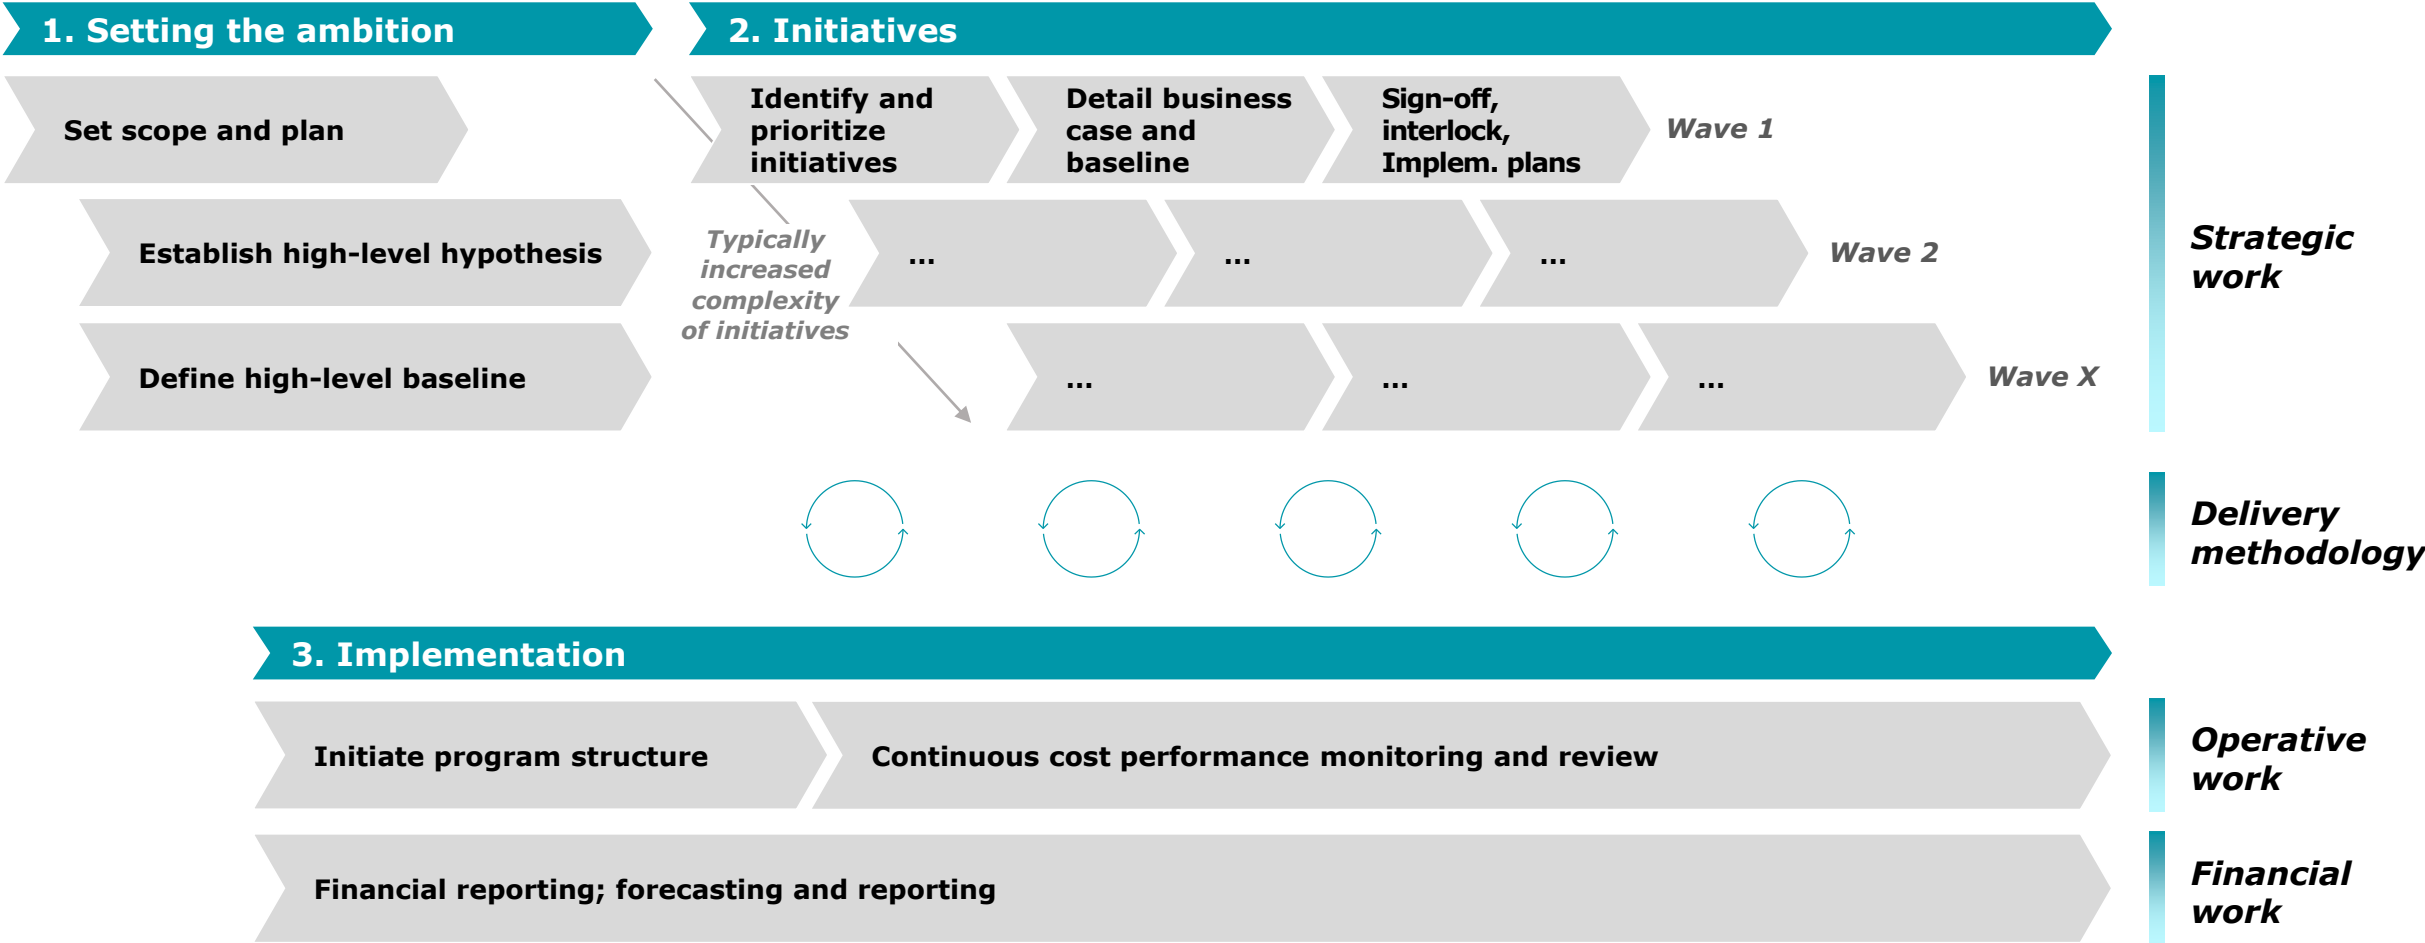 1. Setting the ambition
2. Initiatives
Set scope and plan
Identify and
prioritize
initiatives
Detail business
case and
baseline
Sign-off,
interlock,
Implem. plans
Wave 1
Establish high-level hypothesis
Typically
increased
complexity
of initiatives
...
...
...
Wave 2
Define high-level baseline
...
...
...
Wave X
Strategic
work
Delivery
methodology
3. Implementation
Initiate program structure
Continuous cost performance monitoring and review
Operative
work
Financial reporting; forecasting and reporting
Financial
work